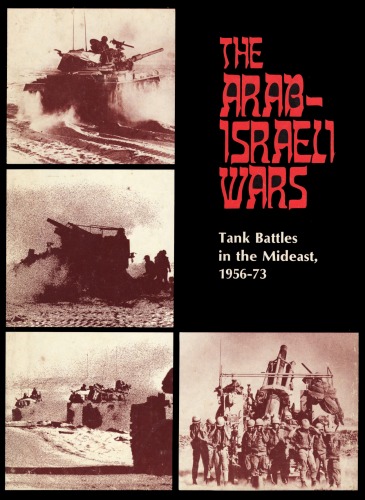 THE
ARAB-
ISRAELI
WARS
Tank Battles
in the Mideast,
1956-73